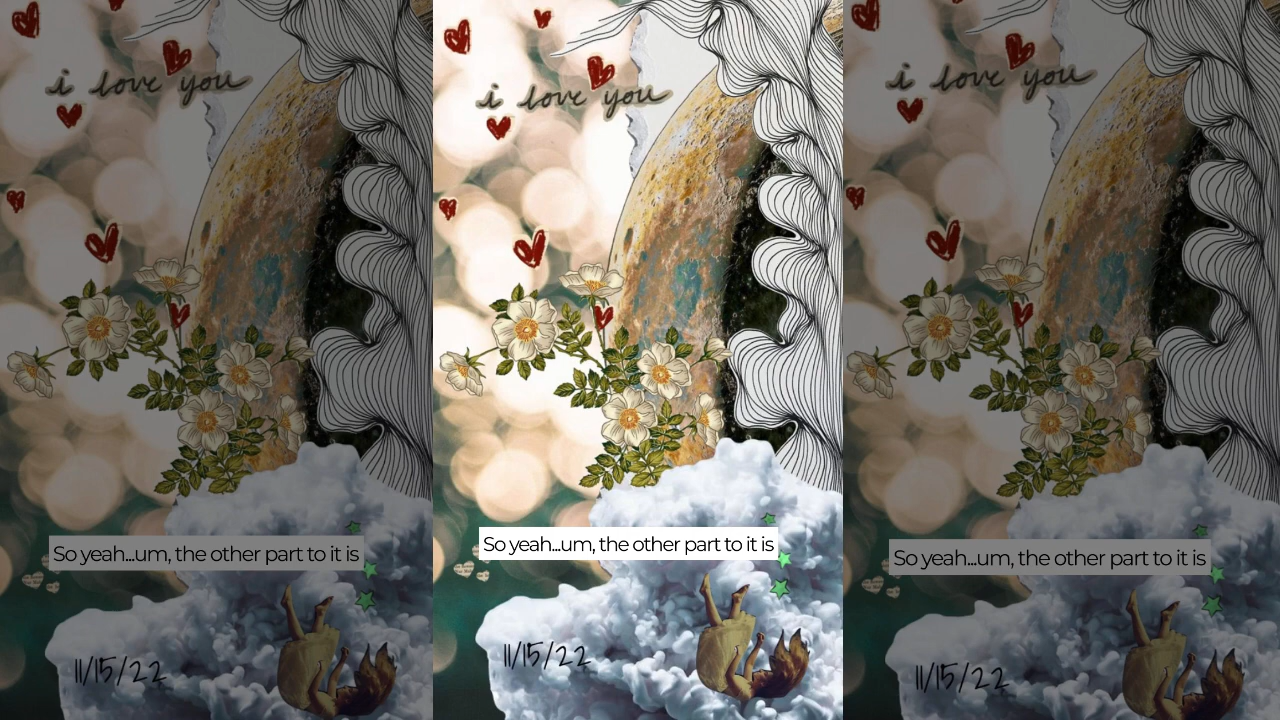 i love you
So yeah...um, the other part to it is
11/15/22
i love you
So yeah...um, the other part to it is
11/15/22
i love you
So yeah...um, the other part to it is
11/15/22